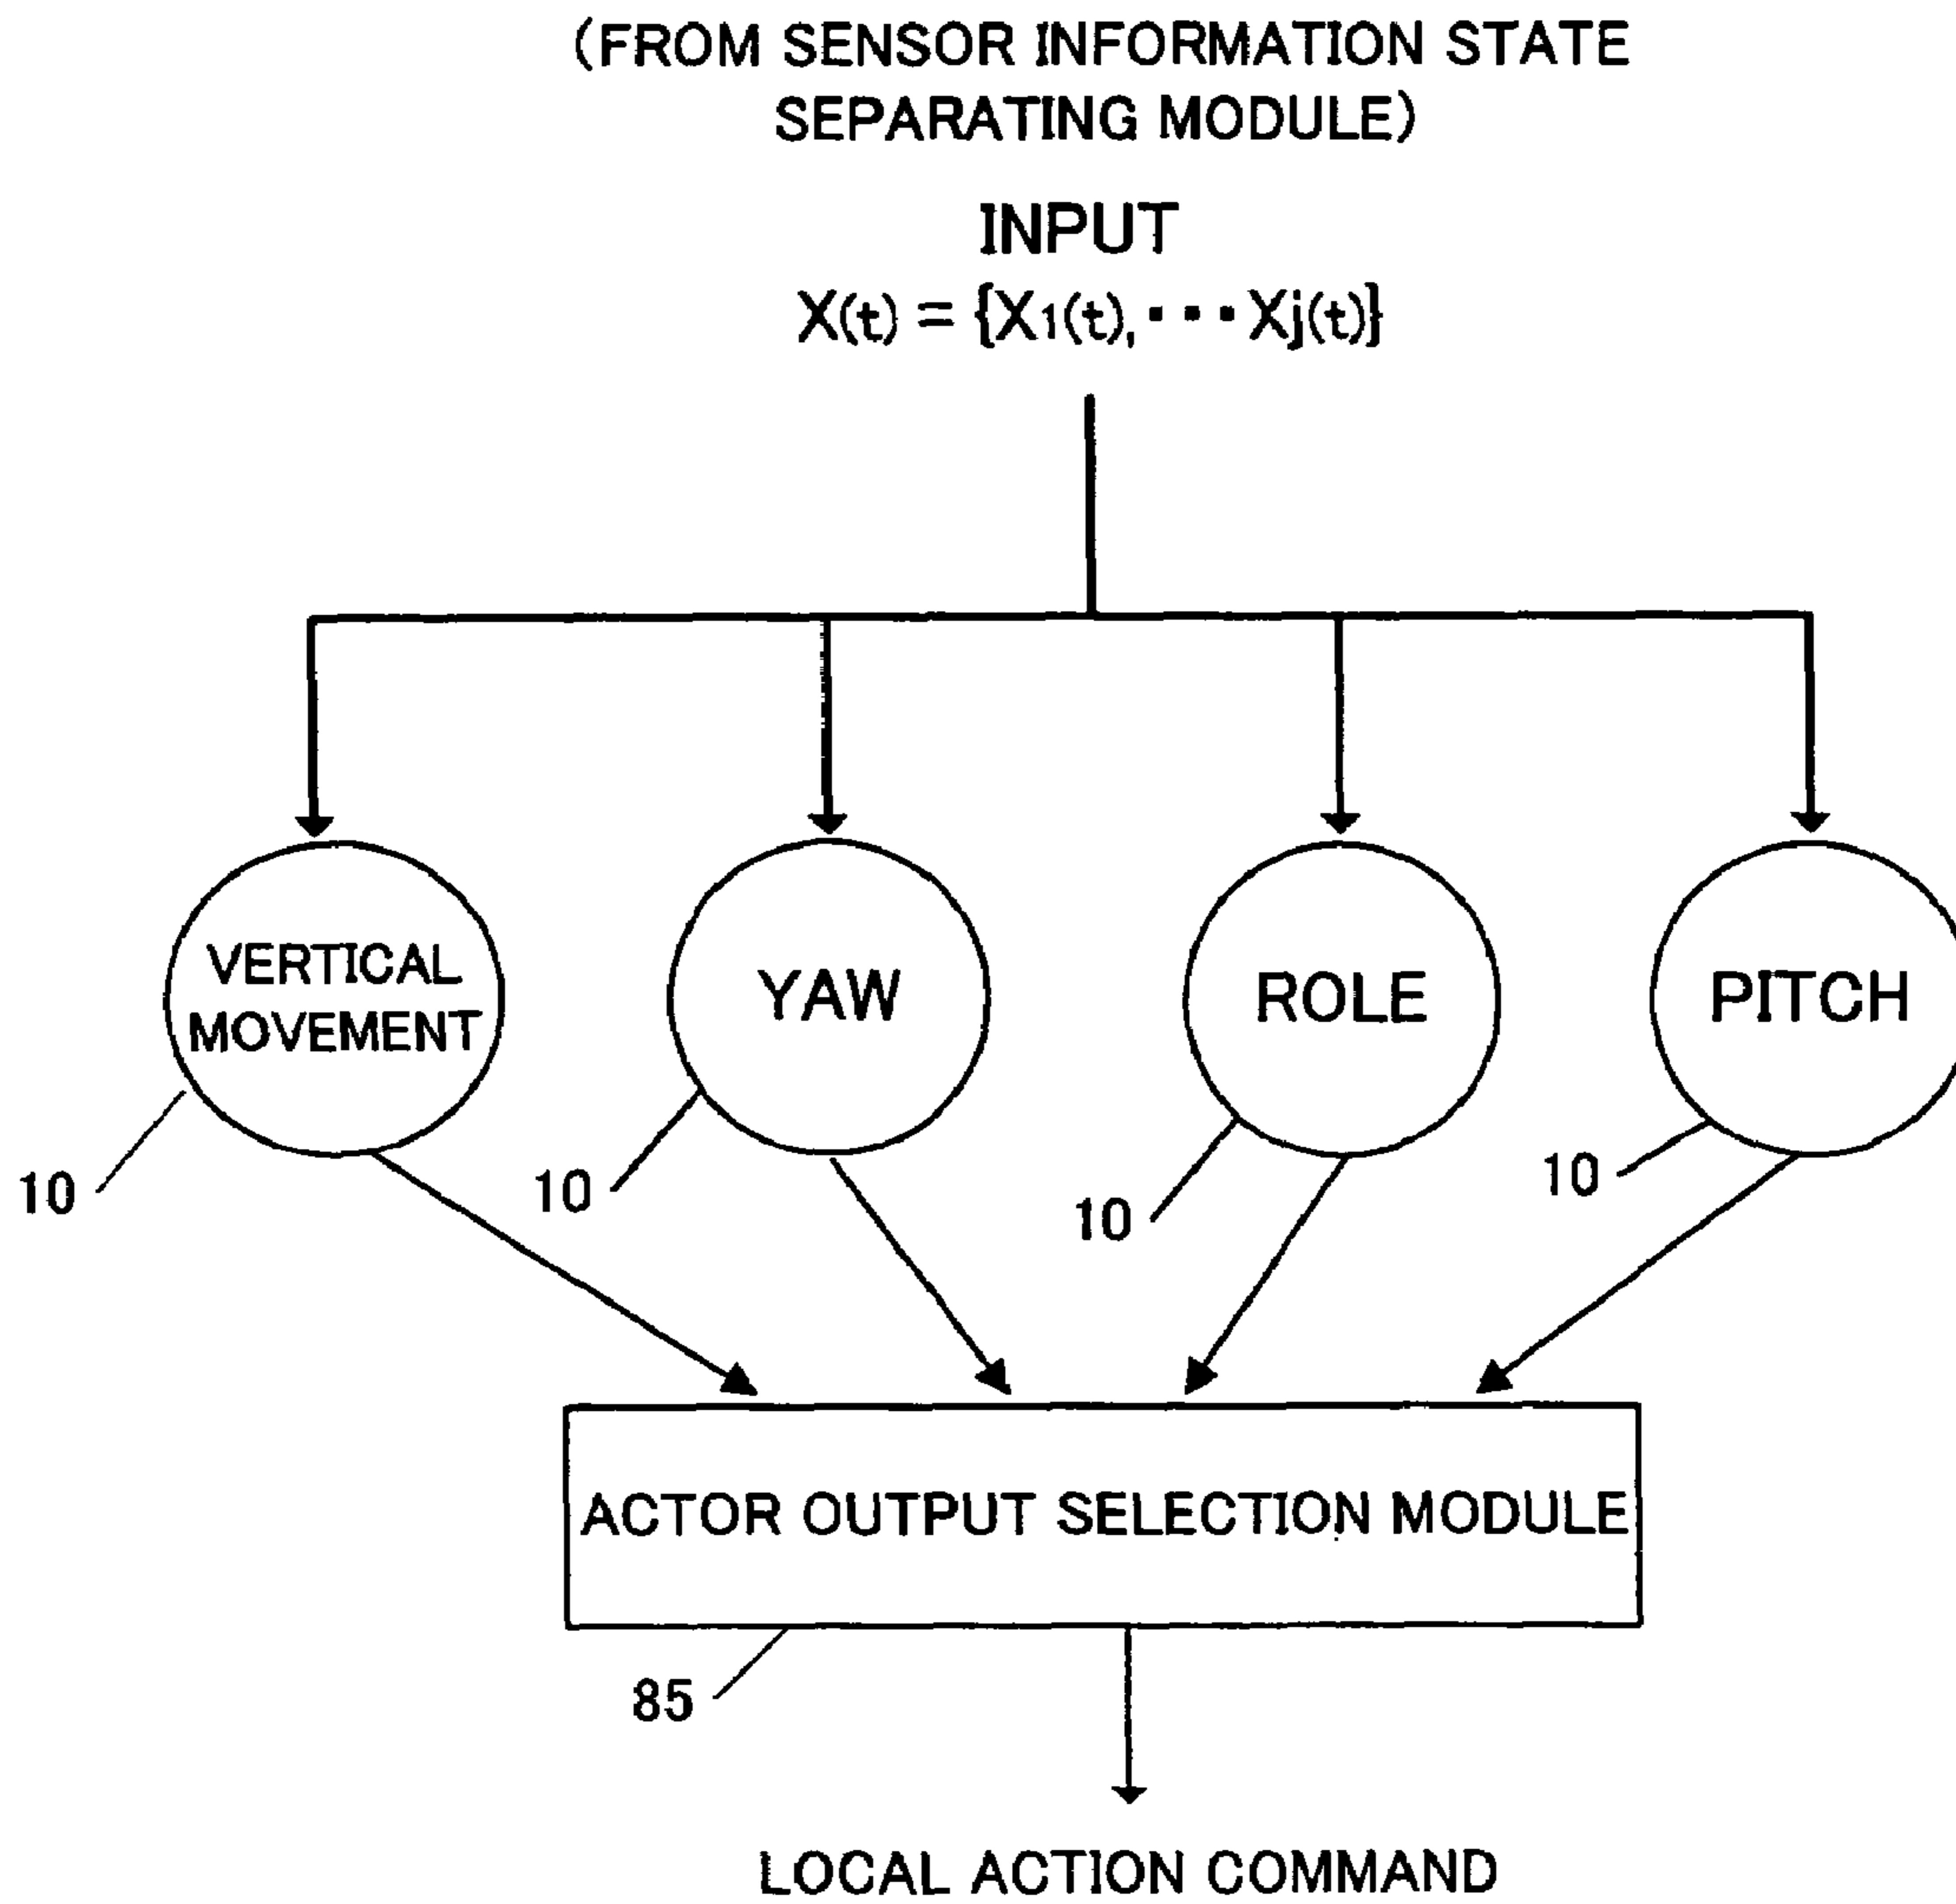 (FROM SENSOR INFORMATION STATE
SEPARATING MODULE)
INPUT
X(t) = {X1(t),･･･Xj(t)}
VERTICAL
MOVEMENT
YAW
ROLE
PITCH
10
10
10
10
ACTOR OUTPUT SELECTION MODULE
85
LOCAL ACTION COMMAND